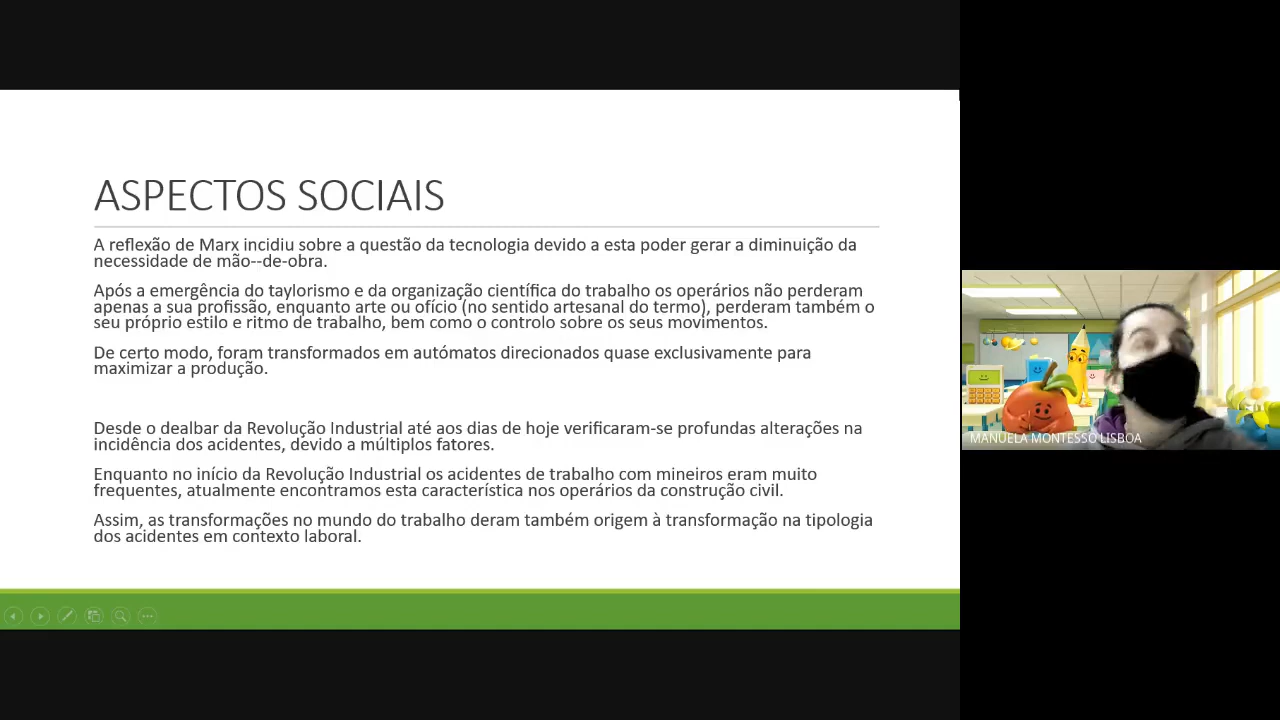 ASPECTOS SOCIAIS
A reflexão de Marx incidiu sobre a questão da tecnologia devido a esta poder gerar a diminuição da
necessidade de mão--de-obra.
Após a emergência do taylorismo e da organização científica do trabalho os operários não perderam
apenas a sua profissão, enquanto arte ou ofício (no sentido artesanal do termo), perderam também o
seu próprio estilo e ritmo de trabalho, bem como o controlo sobre os seus movimentos.
De certo modo, foram transformados em autómatos direcionados quase exclusivamente para
maximizar a produção.
Desde o dealbar da Revolução Industrial até aos dias de hoje verificaram-se profundas alterações na
incidência dos acidentes, devido a múltiplos fatores.
Enquanto no início da Revolução Industrial os acidentes de trabalho com mineiros eram muito
frequentes, atualmente encontramos esta característica nos operários da construção civil.
Assim, as transformações no mundo do trabalho deram também origem à transformação na tipologia
dos acidentes em contexto laboral.
MANUELA MONTESSO LISBOA